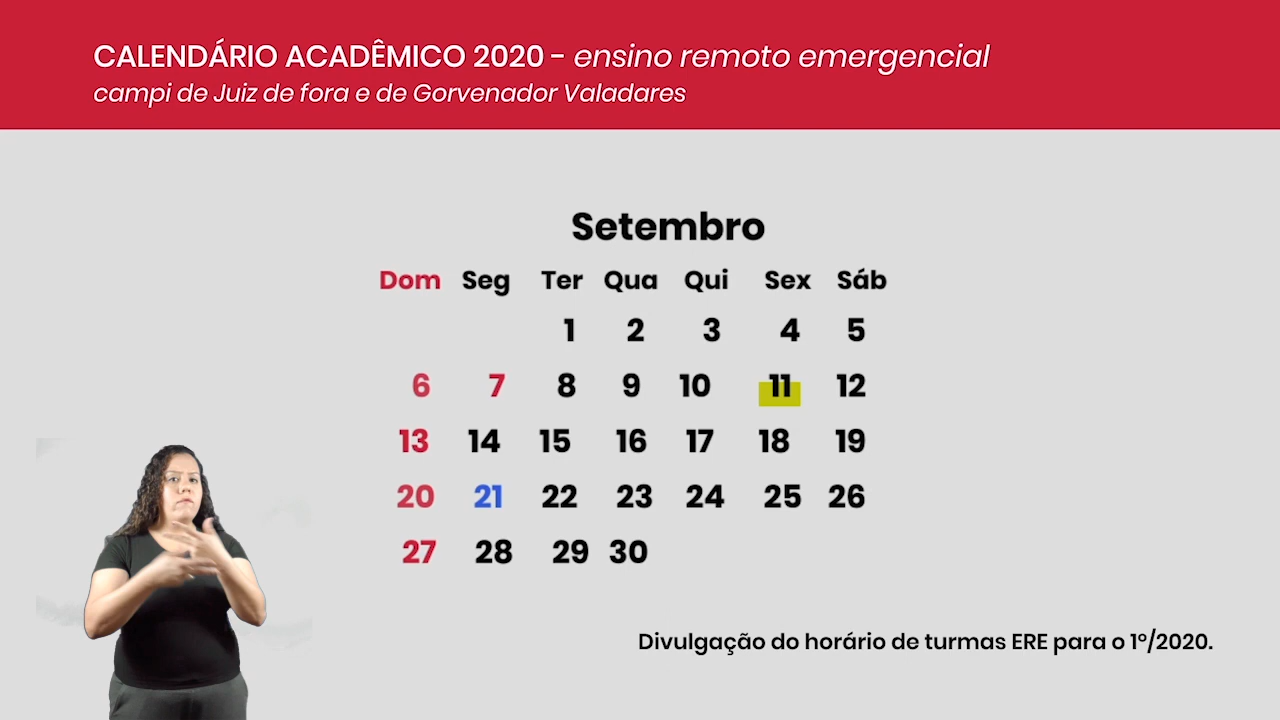 CALENDÁRIO ACADÊMICO 2020 - ensino remoto emergencial
campi de Juiz de fora e de Gorvenador Valadares
Setembro
Dom Seg Ter Qua Qui Sex Sáb
1 2 3 4 5
6 7 8 9 10 11 12
13 14 15 16 17 18 19
20 21 22 23 24 25 26
27 28 29 30
Divulgação do horário de turmas ERE para o 1º/2020.